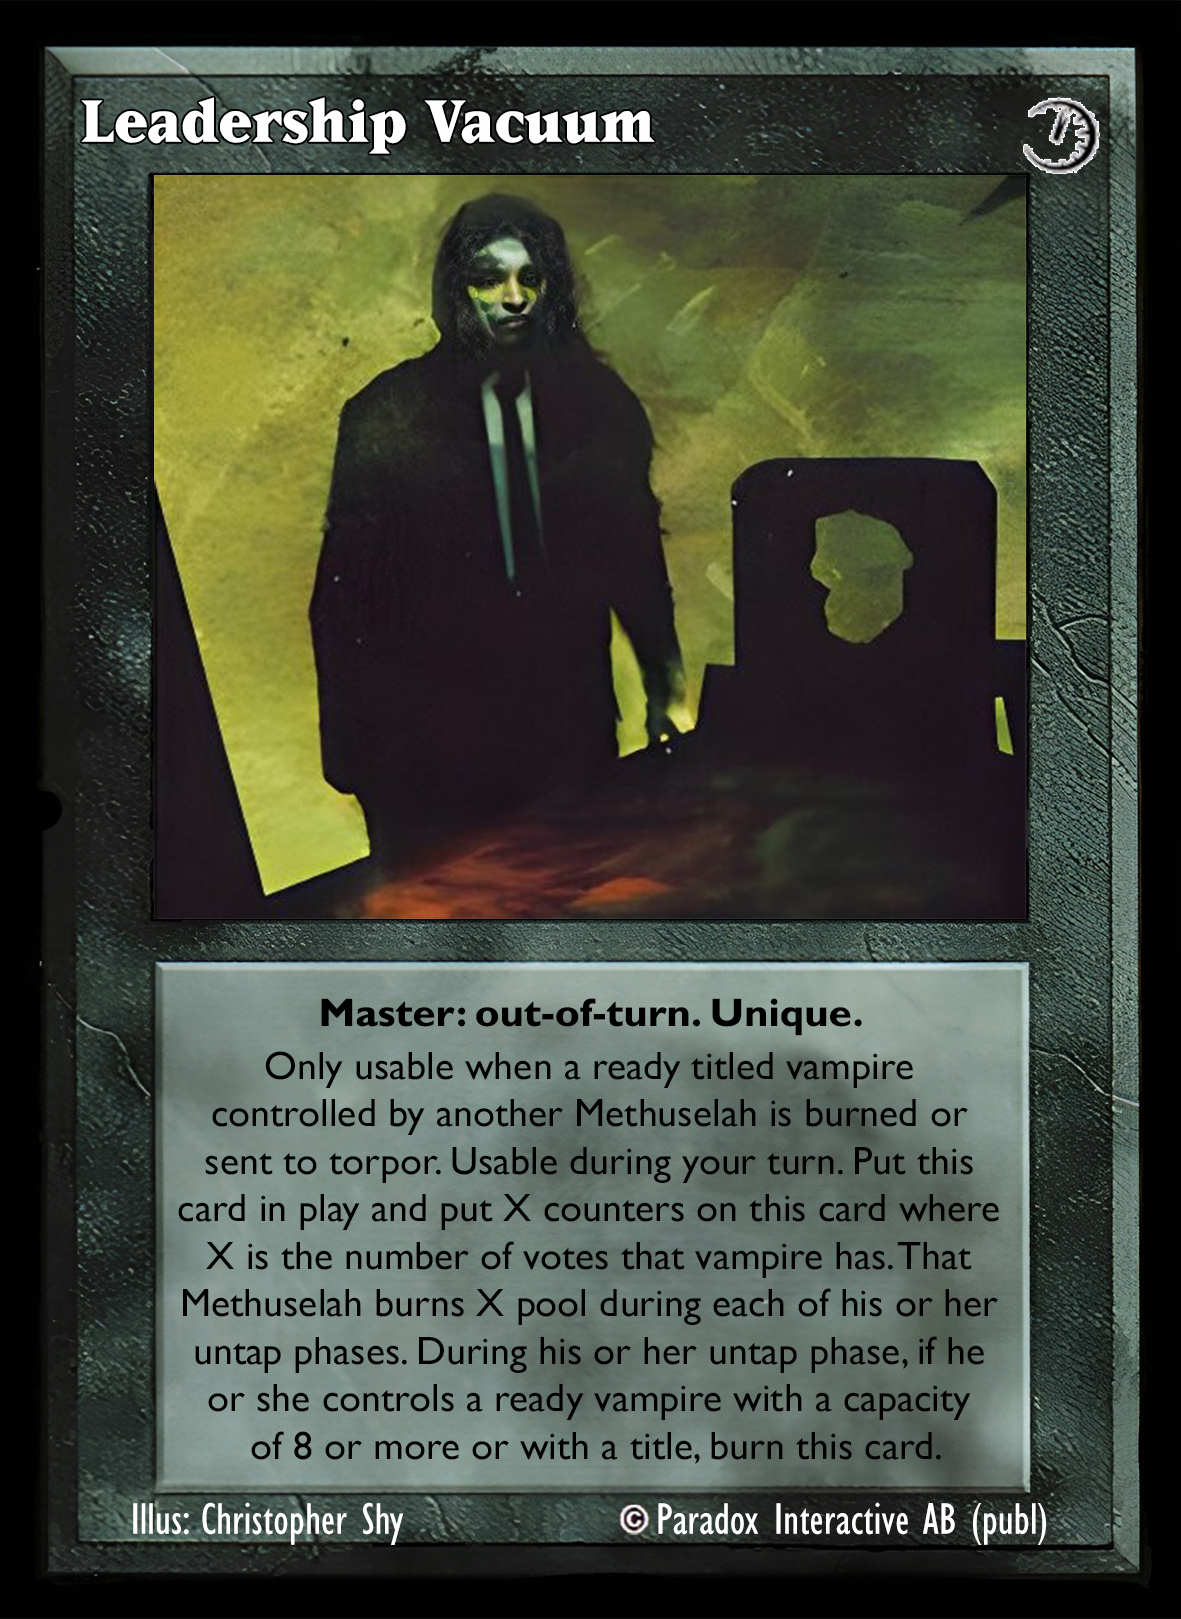 Leadership Vacuum
Master: out-of-turn. Unique.
Only usable when a ready titled vampire
controlled by another Methuselah is burned or
sent to torpor. Usable during your turn. Put this
card in play and put X counters on this card where
X is the number of votes that vampire has. That
Methuselah burns X pool during each of his or her
untap phases. During his or her untap phase, if he
or she controls a ready vampire with a capacity
of 8 or more or with a title, burn this card.
Illus: Christopher Shy © Paradox Interactive AB (publ)